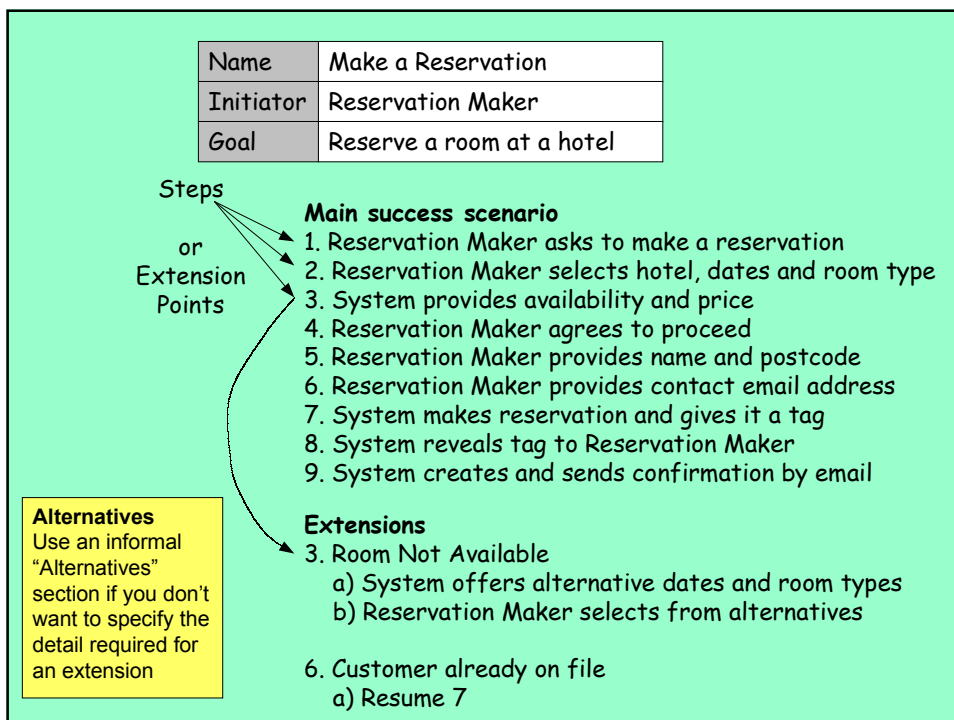 Name Make a Reservation
Initiator Reservation Maker
Goal Reserve a room at a hotel
Steps
or
Extension
Points
Main success scenario
1. Reservation Maker asks to make a reservation
2. Reservation Maker selects hotel, dates and room type
3. System provides availability and price
4. Reservation Maker agrees to proceed
5. Reservation Maker provides name and postcode
6. Reservation Maker provides contact email address
7. System makes reservation and gives it a tag
8. System reveals tag to Reservation Maker
9. System creates and sends confirmation by email
Alternatives
Use an informal
“Alternatives”
section if you don’t
want to specify the
detail required for
an extension
Extensions
3. Room Not Available
a) System offers alternative dates and room types
b) Reservation Maker selects from alternatives
6. Customer already on file
a) Resume 7